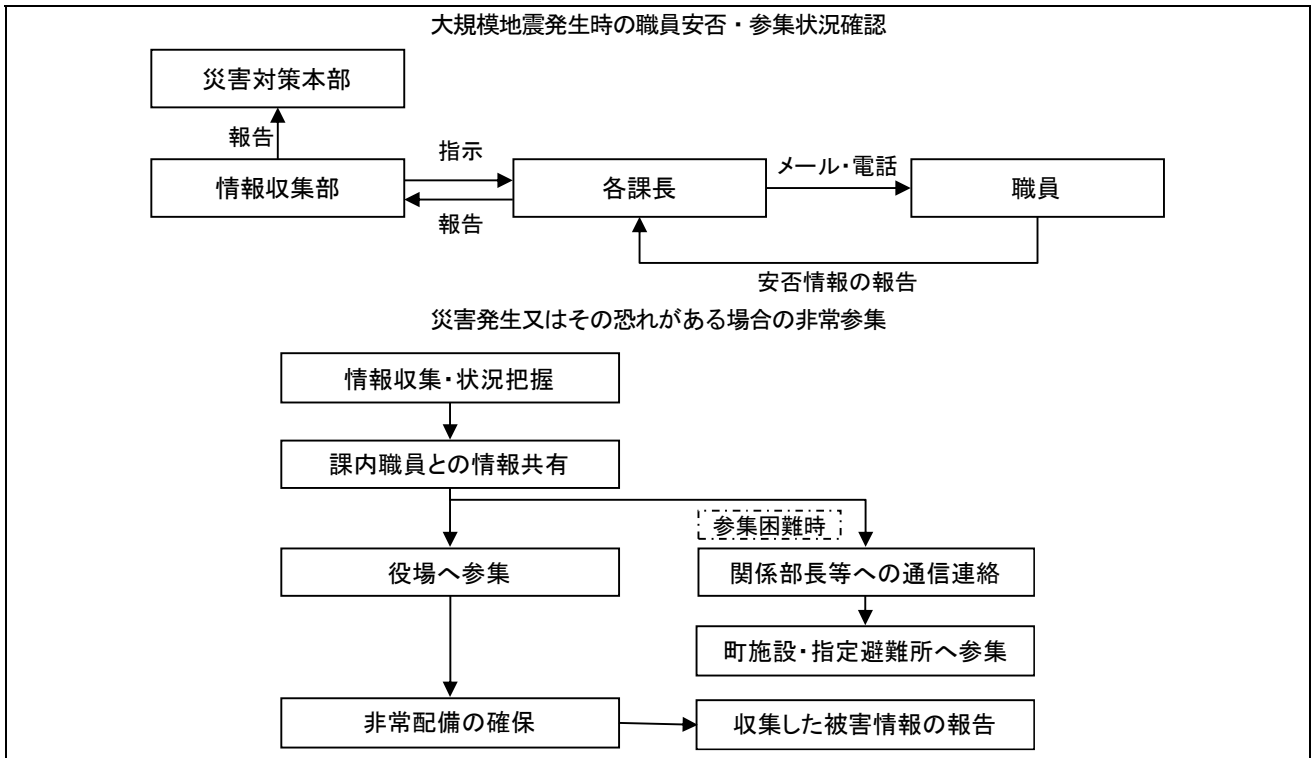 大規模地震発生時の職員安否・参集状況確認
災害対策本部
報告
指示
メール・電話
情報収集部
各課長
職員
報告
安否情報の報告
災害発生又はその恐れがある場合の非常参集
情報収集・状況把握
課内職員との情報共有
参集困難時
役場へ参集
関係部長等への通信連絡
町施設・指定避難所へ参集
非常配備の確保
収集した被害情報の報告